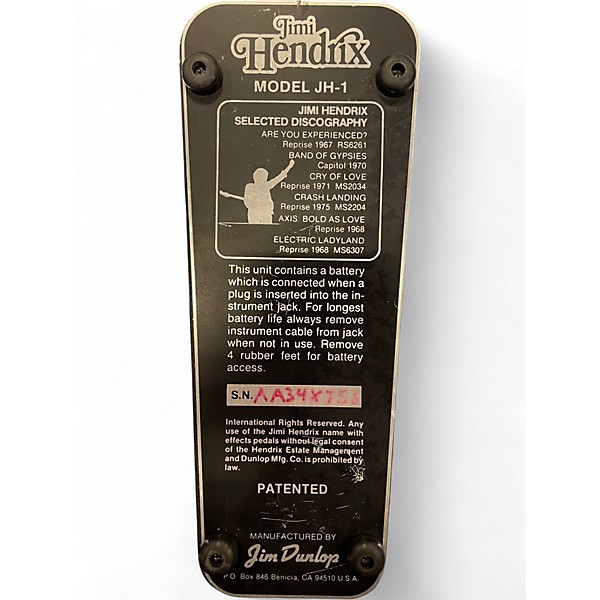 Jimi
Hendrix
MODEL JH-1
JIMI HENDRIX
SELECTED DISCOGRAPHY
ARE YOU EXPERIENCED?
Reprise 1967 RS6261
BAND OF GYPSIES
Capitol 1970
CRY OF LOVE
Reprise 1971 MS2034
CRASH LANDING
Reprise 1975 MS2204
AXIS BOLD AS LOVE
Reprise 1968
ELECTRIC LADYLAND
Reprise 1968 MS6307
This unit contains a battery
which is connected when a
plug is inserted into the in-
strument jack. For longest
battery life always remove
instrument cable from jack
when not in use. Remove
4 rubber feet for battery
access.
S.N. AA34X756
International Rights Reserved. Any
use of the Jimi Hendrix name with
effects pedals without legal consent
of the Hendrix Estate Management
and Dunlop Mfg. Co. is prohibited by
law.
PATENTED
MANUFACTURED BY
Jim Dunlop
P.O. Box 846 Benicia, CA 94510 U.S.A.